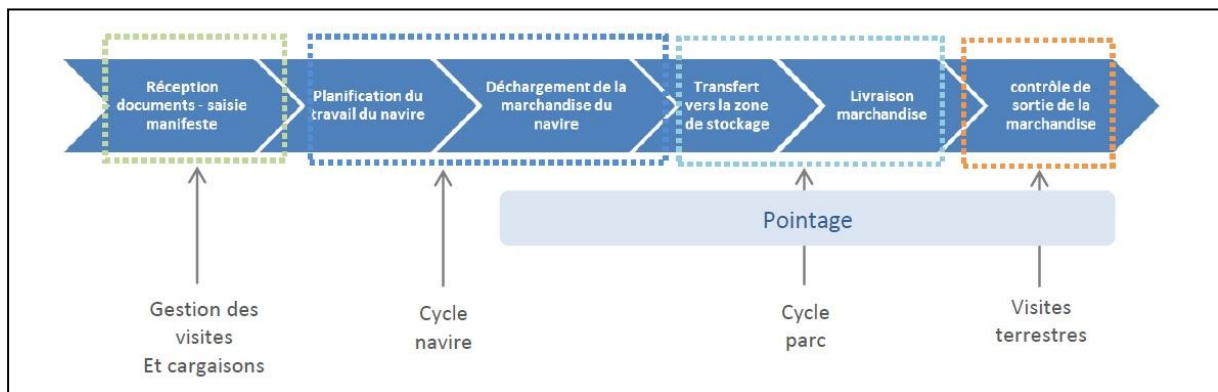 Réception
documents - saisie
manifeste
Planification du
travail du navire
Déchargement de la
marchandise du
navire
Transfert
vers la zone
de stockage
Livraison
marchandise
contrôle de
sortie de la
marchandise
Pointage
Gestion des
visites
Et cargaisons
Cycle
navire
Cycle
parc
Visites
terrestres